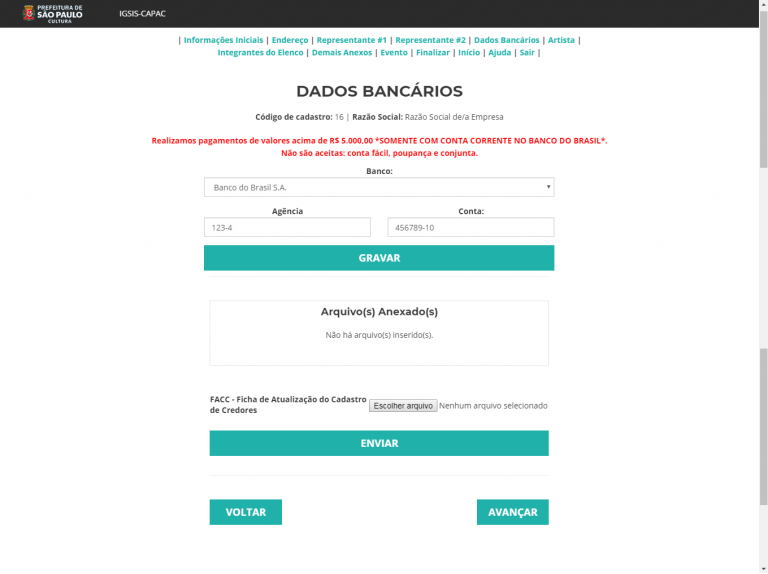 PREFEITURA DE
SÃO PAULO
CULTURA
IGSIS-CAPAC
| Informações Iniciais | Endereço | Representante #1 | Representante #2 | Dados Bancários | Artista |
Integrantes do Elenco | Demais Anexos | Evento | Finalizar | Início | Ajuda | Sair |
DADOS BANCÁRIOS
Código de cadastro: 16 | Razão Social: Razão Social de/a Empresa
Realizamos pagamentos de valores acima de R$ 5.000,00 *SOMENTE COM CONTA CORRENTE NO BANCO DO BRASIL*.
Não são aceitas: conta fácil, poupança e conjunta.
Banco:
Banco do Brasil S.A.
Agência
Conta:
123-4
456789-10
GRAVAR
Arquivo(s) Anexado(s)
Não há arquivo(s) inserido(s).
FACC - Ficha de Atualização do Cadastro
de Credores
Escolher arquivo Nenhum arquivo selecionado
ENVIAR
VOLTAR
AVANÇAR